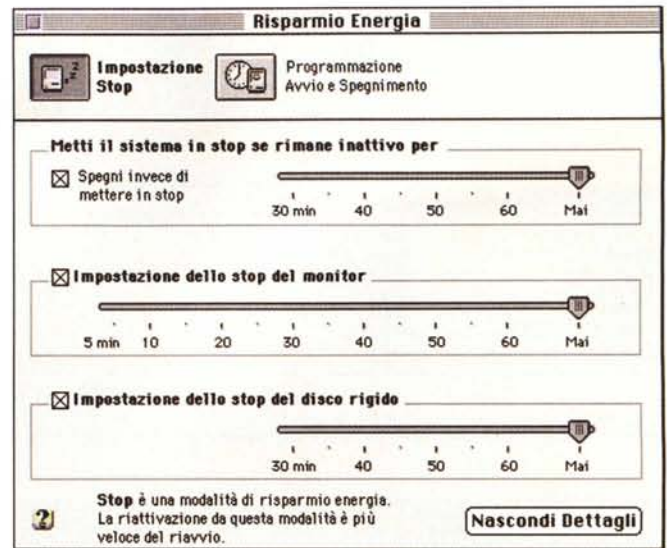 Risparmio Energia
Impostazione
Stop
Programmazione
Avvio e Spegnimento
Metti il sistema in stop se rimane inattivo per
Spegni invece di
mettere in stop
30 min 40 50 60 Mai
Impostazione dello stop del monitor
5 min 10 20 30 40 50 60 Mai
Impostazione dello stop del disco rigido
30 min 40 50 60 Mai
Stop è una modalità di risparmio energia.
La riattivazione da questa modalità è più
veloce del riavvio.
Nascondi Dettagli